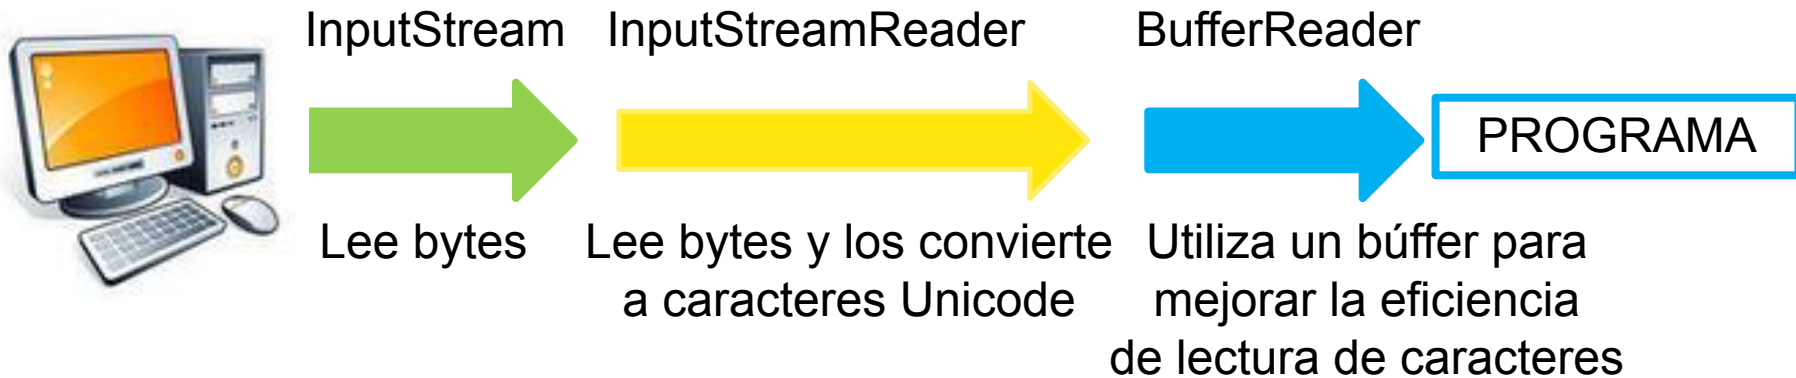 InputStream
InputStreamReader
BufferReader
PROGRAMA
Lee bytes
Lee bytes y los convierte
a caracteres Unicode
Utiliza un búffer para
mejorar la eficiencia
de lectura de caracteres